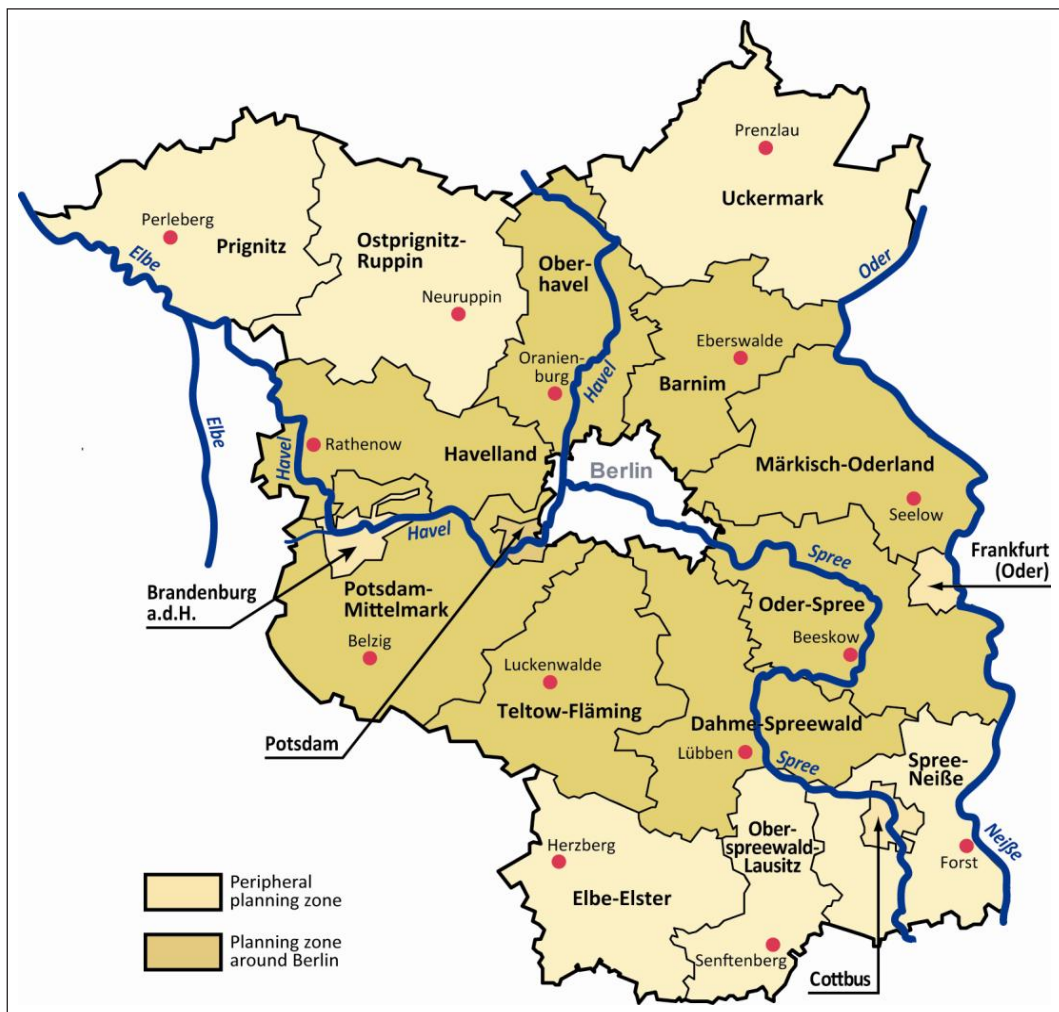 Prenzlau
Uckermark
Perleberg
Elbe
Prignitz
Ostprignitz-
Ruppin
Neuruppin
Ober-
havel
Oder
Oranien-
burg
Havel
Eberswalde
Barnim
Elbe
Havel
Rathenow
Havelland
Berlin
Märkisch-Oderland
Seelow
Havel
Spree
Frankfurt
(Oder)
Brandenburg
a.d.H.
Potsdam-
Mittelmark
Belzig
Oder-Spree
Beeskow
Luckenwalde
Teltow-Fläming
Potsdam
Dahme-Spreewald
Lübben
Spree
Spree-
Neiße
Herzberg
Elbe-Elster
Ober-
spreewald-
Lausitz
Forst
Neiße
Senftenberg
Cottbus
Peripheral
planning zone
Planning zone
around Berlin